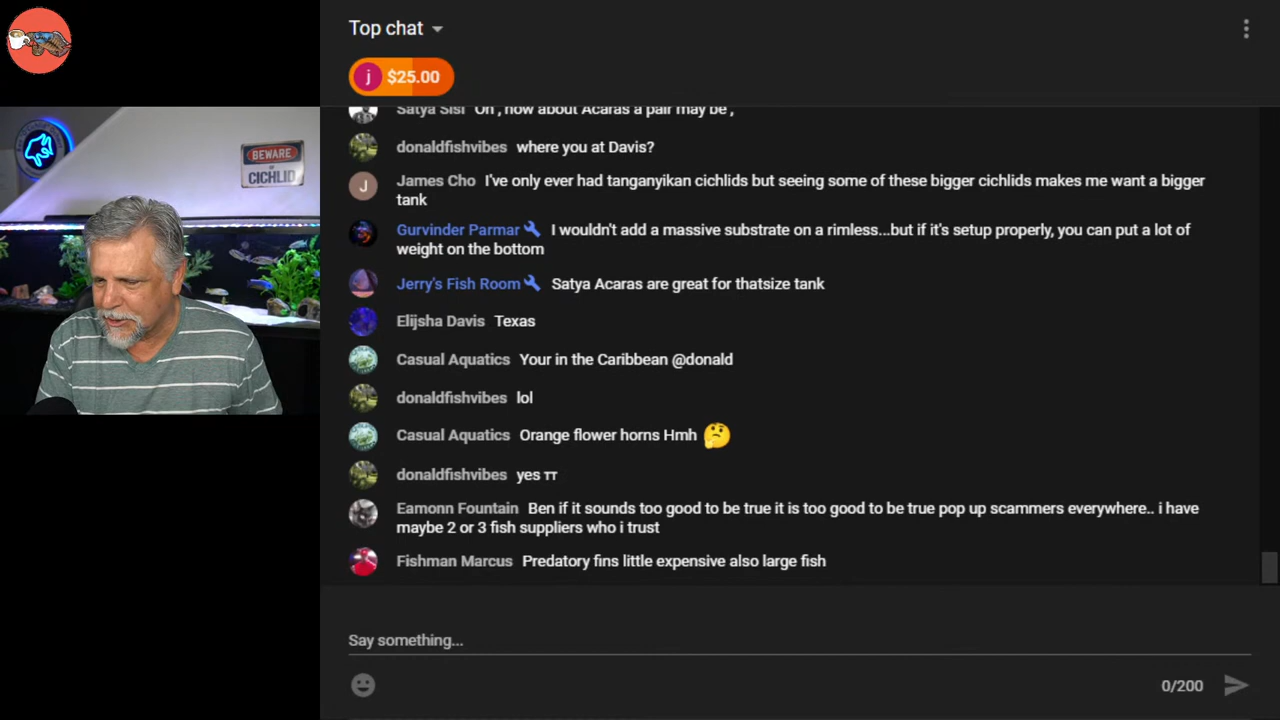 Top chat
j $25.00
Satya Sisi Oh , how about Acaras a pair may be ,
donaldfishvibes where you at Davis?
BEWARE
OF
CICHLID
J James Cho I've only ever had tanganyikan cichlids but seeing some of these bigger cichlids makes me want a bigger
tank
Gurvinder Parmar I wouldn't add a massive substrate on a rimless...but if it's setup properly, you can put a lot of
weight on the bottom
Jerry's Fish Room Satya Acaras are great for thatsize tank
Elijsha Davis Texas
Casual Aquatics Your in the Caribbean @donald
donaldfishvibes lol
Casual Aquatics Orange flower horns Hmh 🤔
donaldfishvibes yes ᴛᴛ
Eamonn Fountain Ben if it sounds too good to be true it is too good to be true pop up scammers everywhere.. i have
maybe 2 or 3 fish suppliers who i trust
Fishman Marcus Predatory fins little expensive also large fish
Say something...
0/200